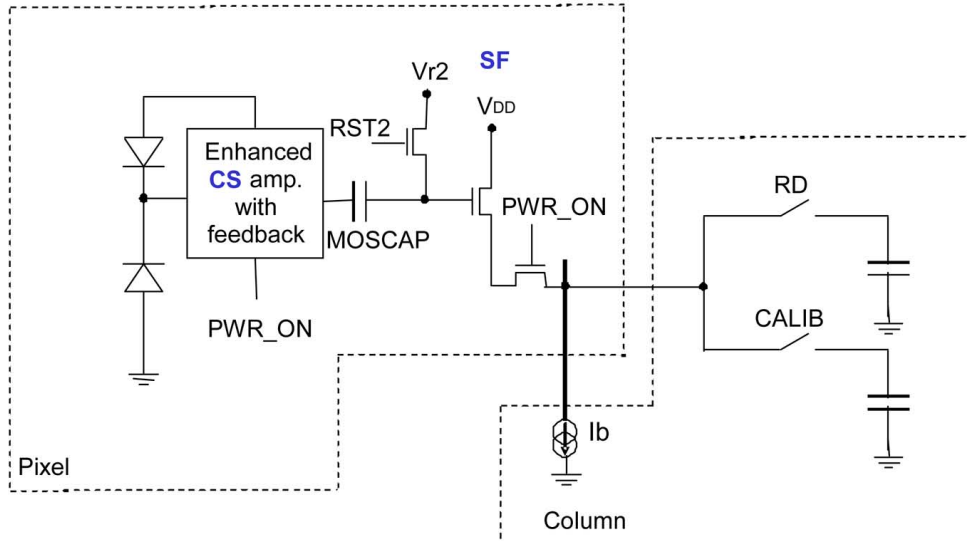 SF
Vr2
VDD
RST2
Enhanced
CS amp.
with
feedback
MOSCAP
PWR_ON
PWR_ON
RD
CALIB
Ib
Pixel
Column